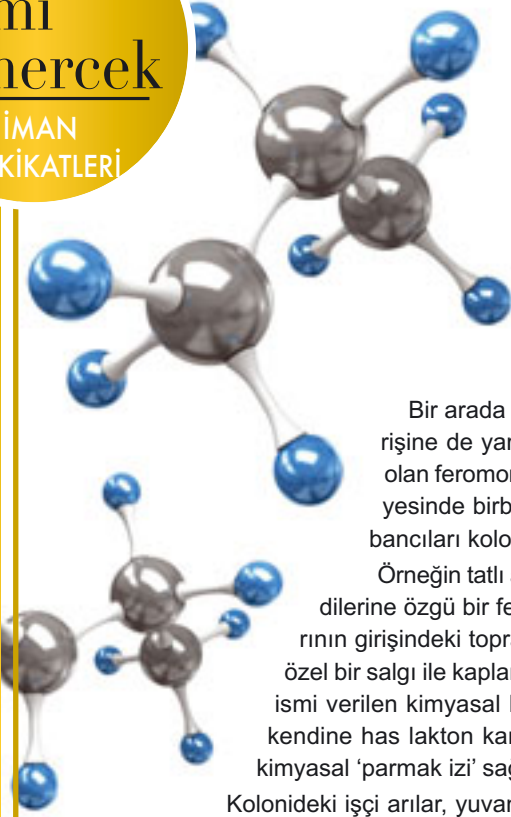 mi
mercek
İMAN
KİKATLERİ
Bir arada
rişine de yar
olan feromor
yesinde birb
bancıları kolo
Örneğin tatlı a
dilerine özgü bir fe
rının girişindeki topra
özel bir salgı ile kaplar
ismi verilen kimyasal
kendine has lakton kar
kimyasal ‘parmak izi’ sağ
Kolonideki işçi arılar, yuvar